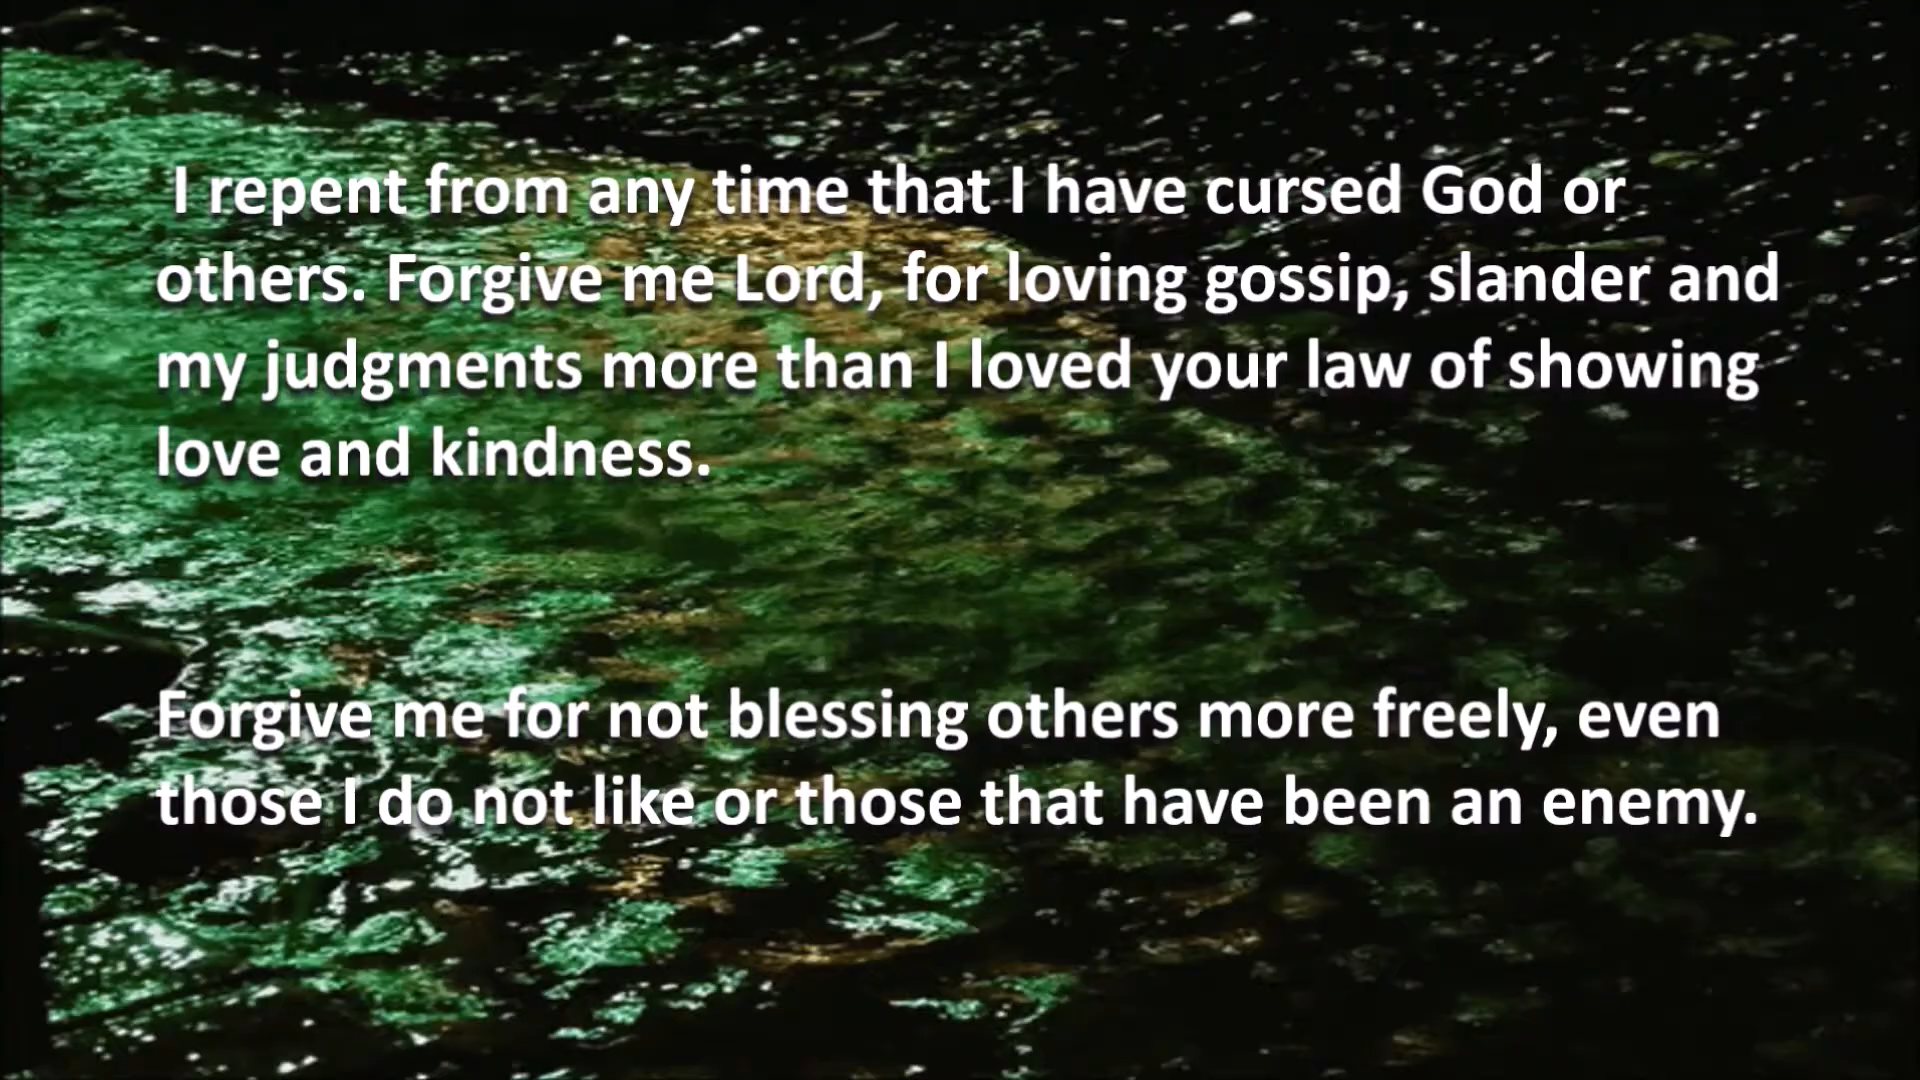 I repent from any time that I have cursed God or
others. Forgive me Lord, for loving gossip, slander and
my judgments more than I loved your law of showing
love and kindness.
Forgive me for not blessing others more freely, even
those I do not like or those that have been an enemy.